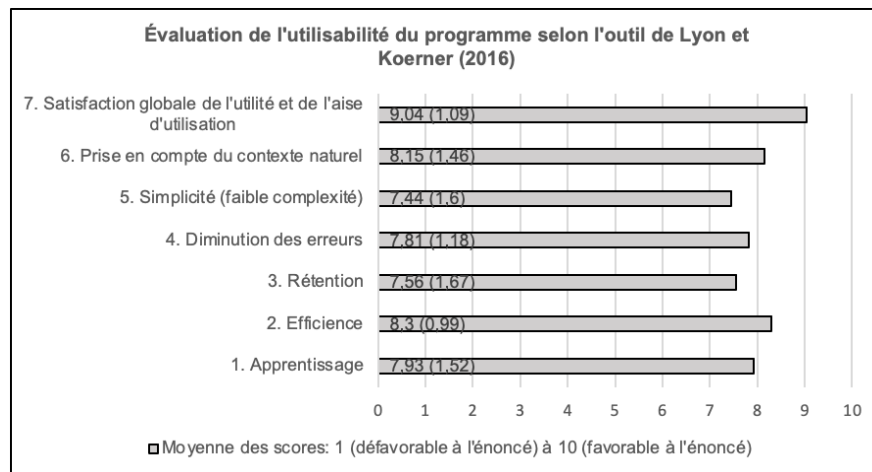 Évaluation de l'utilisabilité du programme selon l'outil de Lyon et
Koerner (2016)
7. Satisfaction globale de l'utilité et de l'aise
d'utilisation
9,04 (1,09)
6. Prise en compte du contexte naturel
8,15 (1,46)
5. Simplicité (faible complexité)
7,44 (1,6)
4. Diminution des erreurs
7,81 (1,18)
3. Rétention
7,56 (1,67)
2. Efficience
8,3 (0,99)
1. Apprentissage
7,93 (1,52)
0 1 2 3 4 5 6 7 8 9 10
Moyenne des scores: 1 (défavorable à l'énoncé) à 10 (favorable à l'énoncé)